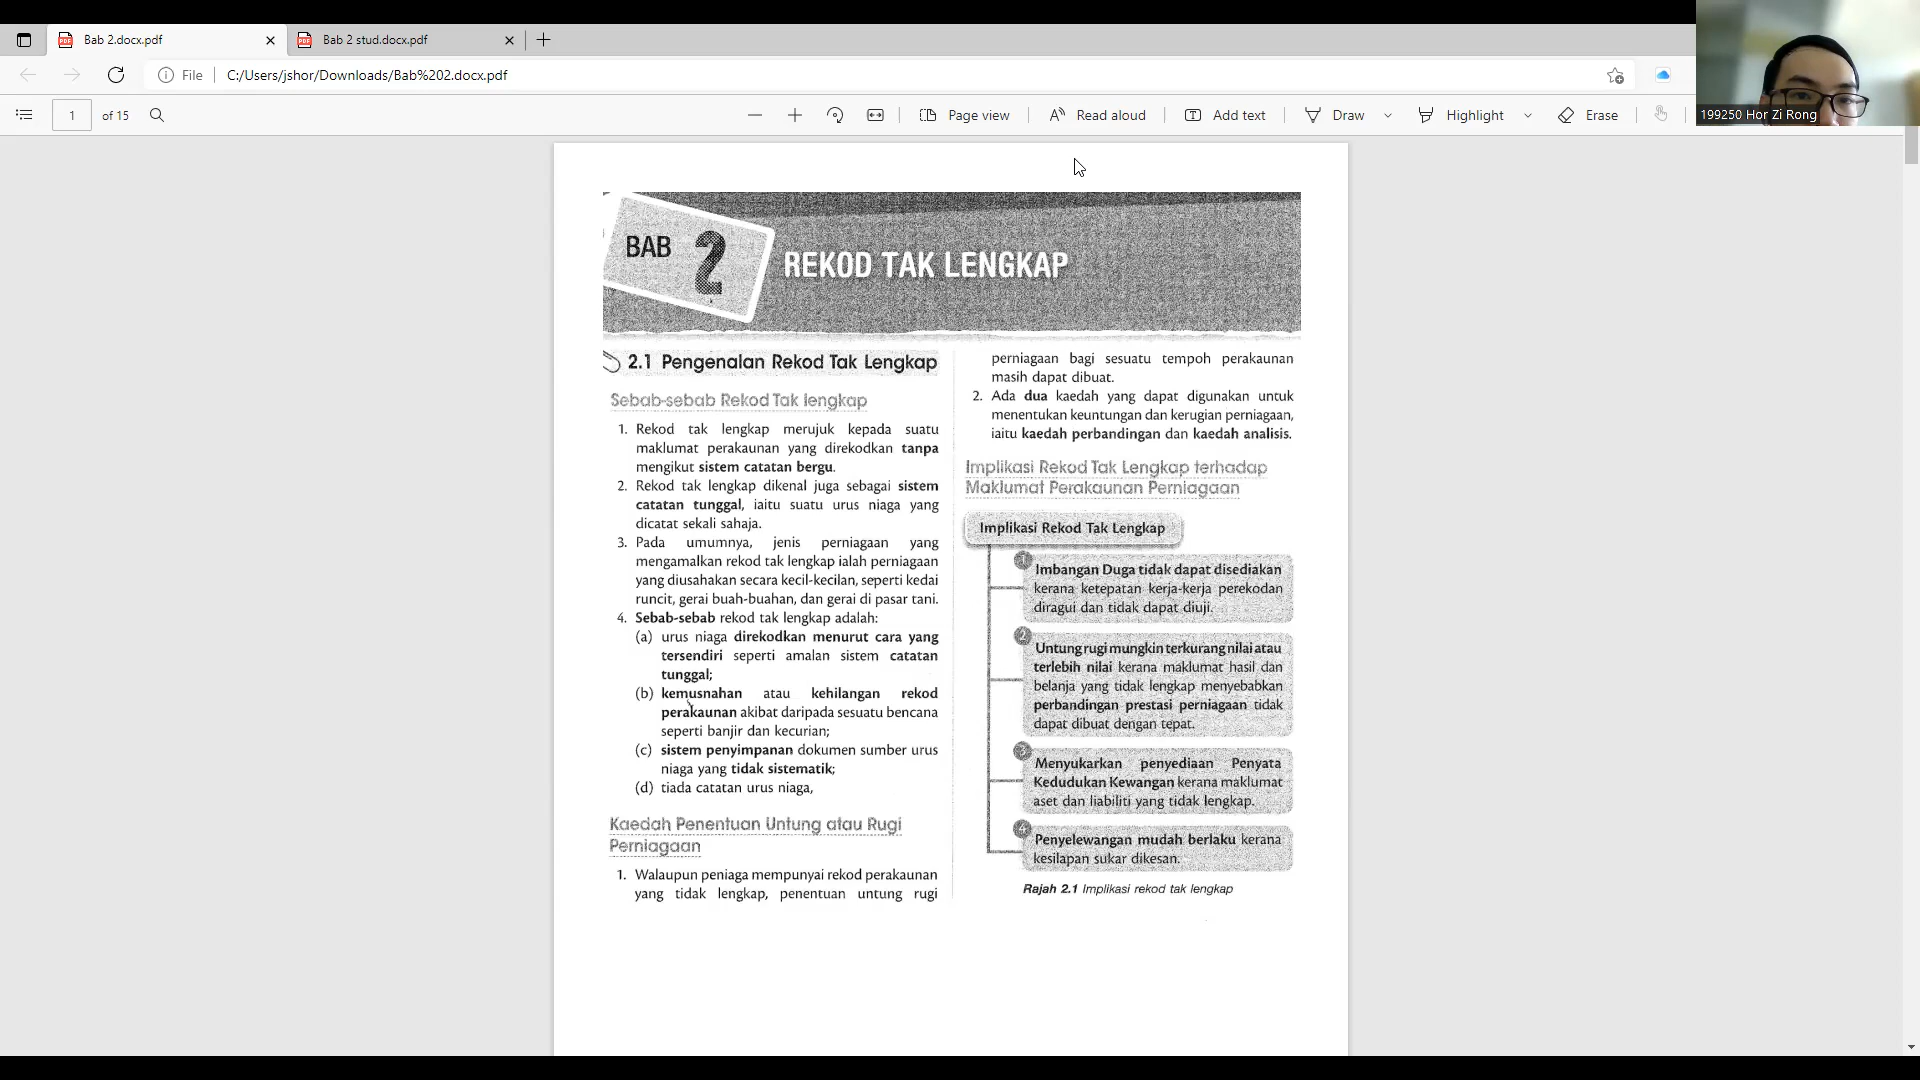 Bab 2.docx.pdf
Bab 2 stud.docx.pdf
File
C:/Users/jshor/Downloads/Bab%202.docx.pdf
1
of 15
Page view
Read aloud
Add text
Draw
Highlight
Erase
199250 Hor Zi Rong
BAB 2
REKOD TAK LENGKAP
2.1 Pengenalan Rekod Tak Lengkap
Sebab-sebab Rekod Tak lengkap
1. Rekod tak lengkap merujuk kepada suatu
maklumat perakaunan yang direkodkan tanpa
mengikut sistem catatan bergu.
2. Rekod tak lengkap dikenal juga sebagai sistem
catatan tunggal, iaitu suatu urus niaga yang
dicatat sekali sahaja.
3. Pada umumnya, jenis perniagaan yang
mengamalkan rekod tak lengkap ialah perniagaan
yang diusahakan secara kecil-kecilan, seperti kedai
runcit, gerai buah-buahan, dan gerai di pasar tani.
4. Sebab-sebab rekod tak lengkap adalah:
(a) urus niaga direkodkan menurut cara yang
tersendiri seperti amalan sistem catatan
tunggal;
(b) kemusnahan atau kehilangan rekod
perakaunan akibat daripada sesuatu bencana
seperti banjir dan kecurian;
(c) sistem penyimpanan dokumen sumber urus
niaga yang tidak sistematik;
(d) tiada catatan urus niaga,
Kaedah Penentuan Untung atau Rugi
Perniagaan
1. Walaupun peniaga mempunyai rekod perakaunan
yang tidak lengkap, penentuan untung rugi
perniagaan bagi sesuatu tempoh perakaunan
masih dapat dibuat.
2. Ada dua kaedah yang dapat digunakan untuk
menentukan keuntungan dan kerugian perniagaan,
iaitu kaedah perbandingan dan kaedah analisis.
Implikasi Rekod Tak Lengkap terhadap
Maklumat Perakaunan Perniagaan
Implikasi Rekod Tak Lengkap
1
Imbangan Duga tidak dapat disediakan
kerana ketepatan kerja-kerja perekodan
diragui dan tidak dapat diuji.
2
Untung rugi mungkin terkurang nilai atau
terlebih nilai kerana maklumat hasil dan
belanja yang tidak lengkap menyebabkan
perbandingan prestasi perniagaan tidak
dapat dibuat dengan tepat.
3
Menyukarkan penyediaan Penyata
Kedudukan Kewangan kerana maklumat
aset dan liabiliti yang tidak lengkap.
4
Penyelewangan mudah berlaku kerana
kesilapan sukar dikesan.
Rajah 2.1 Implikasi rekod tak lengkap